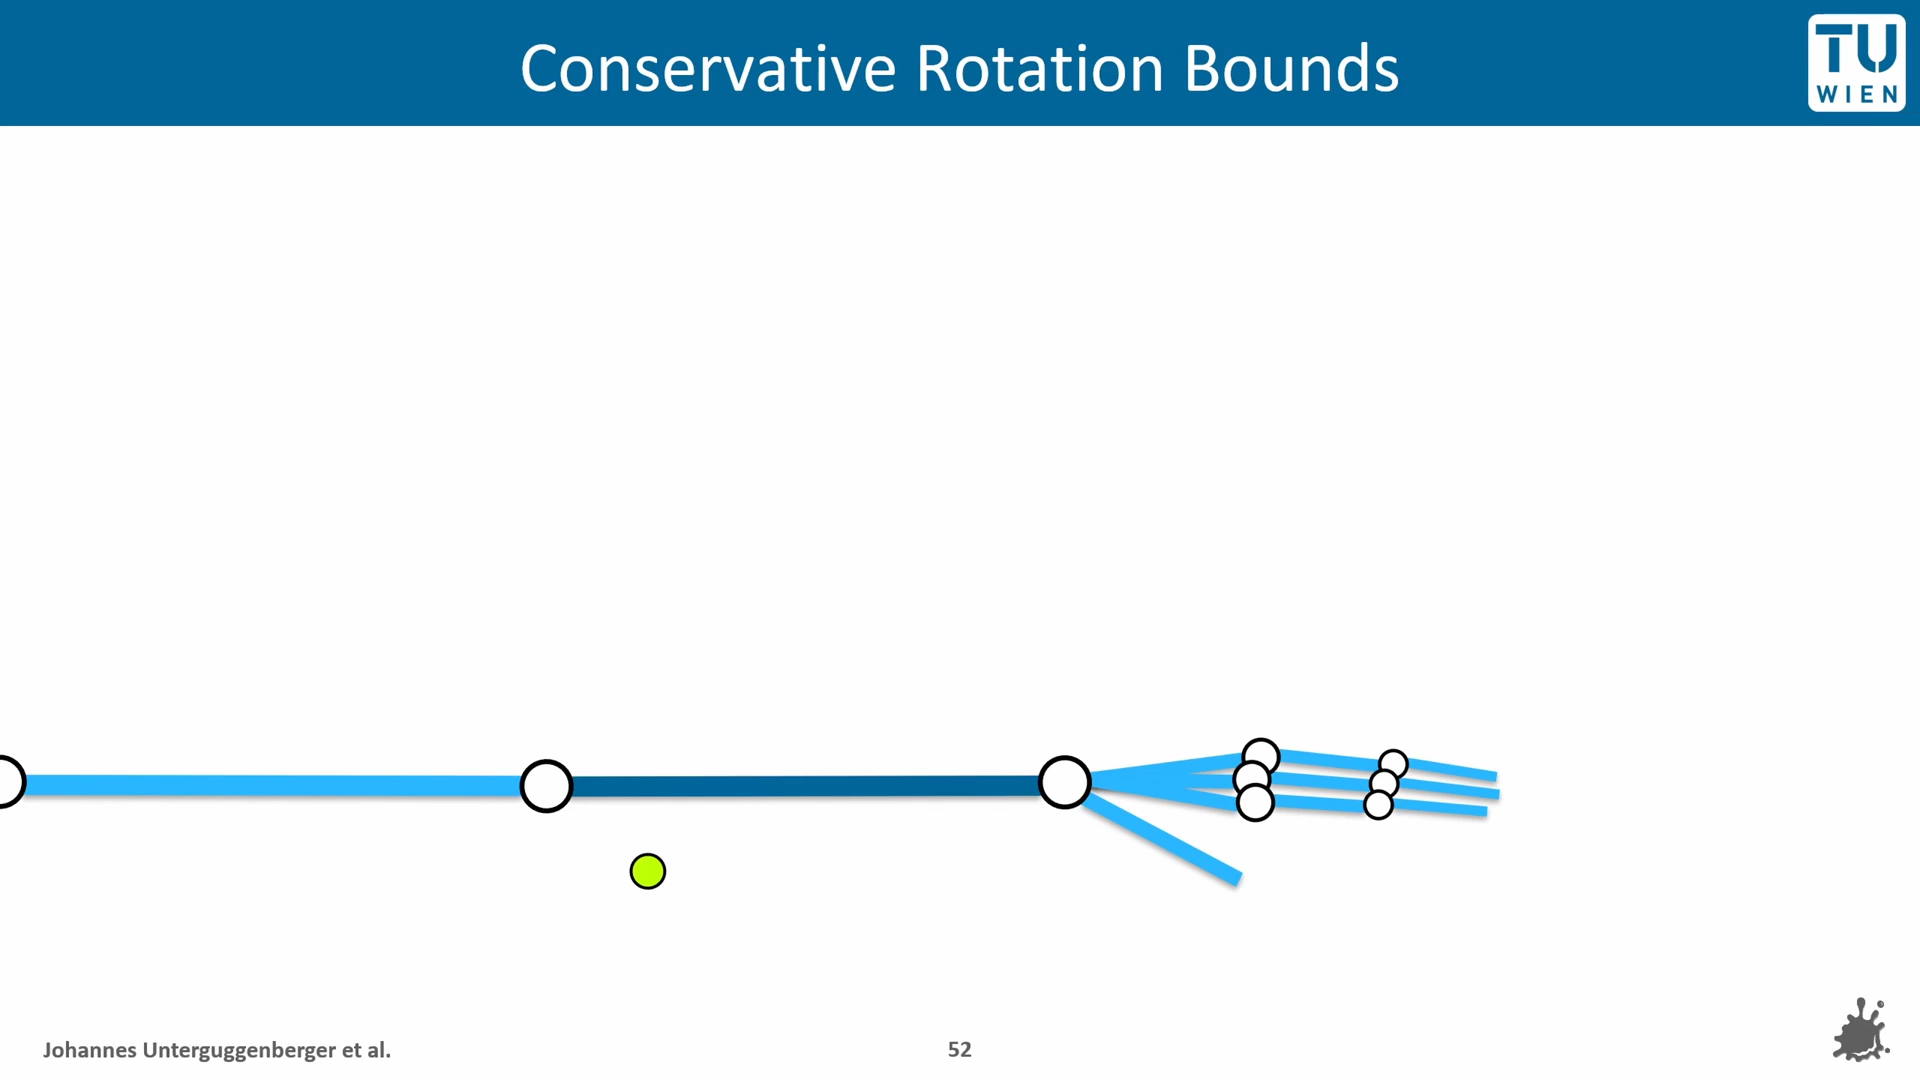 Conservative Rotation Bounds
TU
WIEN
Johannes Unterguggenberger et al.
52